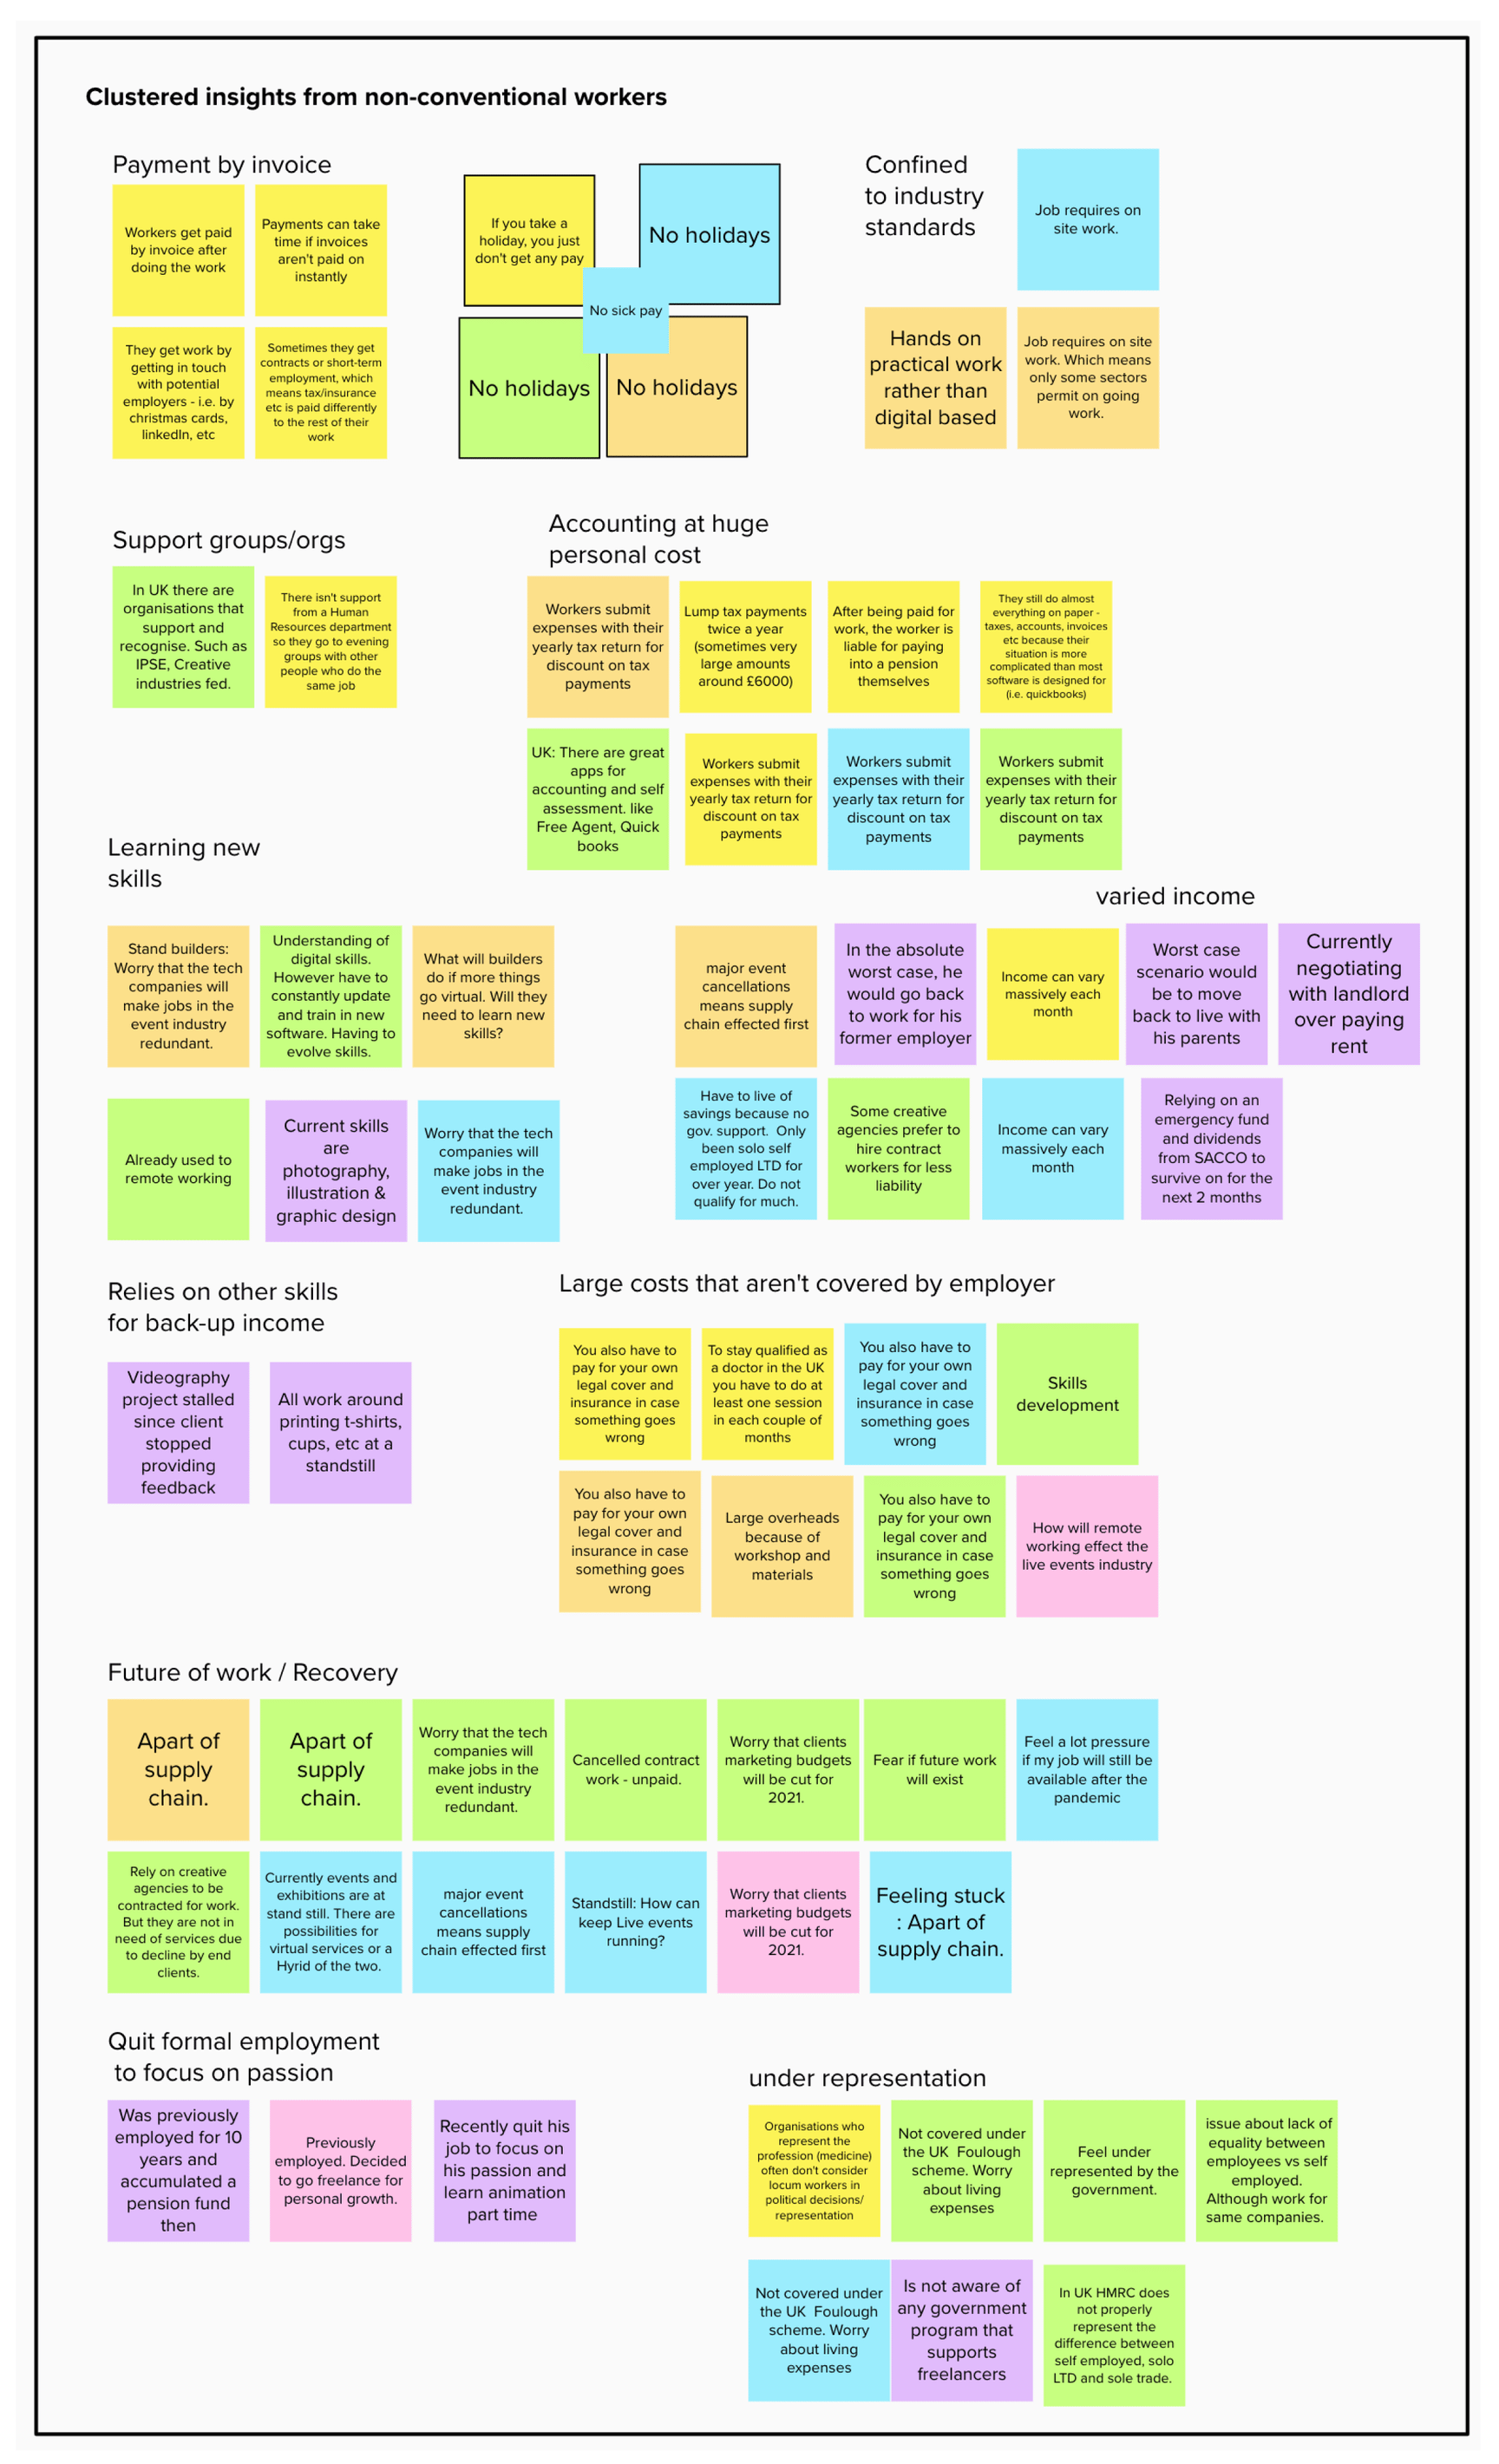 Clustered insights from non-conventional workers
Payment by invoice
Workers get paid
by invoice after
doing the work
Payments can take
time if invoices
aren't paid on
instantly
They get work by
getting in touch
with potential
employers - i.e. by
christmas cards,
linkedIn, etc
Sometimes they get
contracts or short-term
employment, which
means tax/insurance
etc is paid differently
to the rest of their
work
If you take a
holiday, you just
don't get any pay
No holidays
No sick pay
No holidays
No holidays
Confined
to industry
standards
Job requires on
site work.
Hands on
practical work
rather than
digital based
Job requires on site
work. Which means
only some sectors
permit on going
work.
Support groups/orgs
In UK there are
organisations that
support and
recognise. Such as
IPSE, Creative
industries fed.
There isn't support
from a Human
Resources department
so they go to evening
groups with other
people who do the
same job
Accounting at huge
personal cost
Workers submit
expenses with their
yearly tax return for
discount on tax
payments
Lump tax payments
twice a year
(sometimes very
large amounts
around £6000)
After being paid for
work, the worker is
liable for paying
into a pension
themselves
They still do almost
everything on paper -
taxes, accounts, invoices
etc because their
situation is more
complicated than most
software is designed for
(i.e. quickbooks)
UK: There are great
apps for
accounting and self
assessment. like
Free Agent, Quick
books
Workers submit
expenses with their
yearly tax return for
discount on tax
payments
Workers submit
expenses with their
yearly tax return for
discount on tax
payments
Workers submit
expenses with their
yearly tax return for
discount on tax
payments
Learning new
skills
Stand builders:
Worry that the tech
companies will
make jobs in the
event industry
redundant.
Understanding of
digital skills.
However have to
constantly update
and train in new
software. Having to
evolve skills.
What will builders
do if more things
go virtual. Will they
need to learn new
skills?
Already used to
remote working
Current skills
are
photography,
illustration &
graphic design
Worry that the tech
companies will
make jobs in the
event industry
redundant.
varied income
major event
cancellations
means supply
chain effected first
In the absolute
worst case, he
would go back
to work for his
former employer
Income can vary
massively each
month
Worst case
scenario would
be to move
back to live with
his parents
Currently
negotiating
with landlord
over paying
rent
Have to live of
savings because no
gov. support. Only
been solo self
employed LTD for
over year. Do not
qualify for much.
Some creative
agencies prefer to
hire contract
workers for less
liability
Income can vary
massively each
month
Relying on an
emergency fund
and dividends
from SACCO to
survive on for the
next 2 months
Relies on other skills
for back-up income
Videography
project stalled
since client
stopped
providing
feedback
All work around
printing t-shirts,
cups, etc at a
standstill
Large costs that aren't covered by employer
You also have to
pay for your own
legal cover and
insurance in case
something goes
wrong
To stay qualified as
a doctor in the UK
you have to do at
least one session
in each couple of
months
You also have to
pay for your own
legal cover and
insurance in case
something goes
wrong
Skills
development
You also have to
pay for your own
legal cover and
insurance in case
something goes
wrong
Large overheads
because of
workshop and
materials
You also have to
pay for your own
legal cover and
insurance in case
something goes
wrong
How will remote
working effect the
live events industry
Future of work / Recovery
Apart of
supply
chain.
Apart of
supply
chain.
Worry that the tech
companies will
make jobs in the
event industry
redundant.
Cancelled contract
work - unpaid.
Worry that clients
marketing budgets
will be cut for
2021.
Fear if future work
will exist
Feel a lot pressure
if my job will still be
available after the
pandemic
Rely on creative
agencies to be
contracted for work.
But they are not in
need of services due
to decline by end
clients.
Currently events and
exhibitions are at
stand still. There are
possibilities for
virtual services or a
Hyrid of the two.
major event
cancellations
means supply
chain effected first
Standstill: How can
keep Live events
running?
Worry that clients
marketing budgets
will be cut for
2021.
Feeling stuck
: Apart of
supply chain.
Quit formal employment
to focus on passion
Was previously
employed for 10
years and
accumulated a
pension fund
then
Previously
employed. Decided
to go freelance for
personal growth.
Recently quit his
job to focus on
his passion and
learn animation
part time
under representation
Organisations who
represent the
profession (medicine)
often don't consider
locum workers in
political decisions/
representation
Not covered under
the UK Foulough
scheme. Worry
about living
expenses
Feel under
represented by the
government.
issue about lack of
equality between
employees vs self
employed.
Although work for
same companies.
Not covered under
the UK Foulough
scheme. Worry
about living
expenses
Is not aware of
any government
program that
supports
freelancers
In UK HMRC does
not properly
represent the
difference between
self employed, solo
LTD and sole trade.